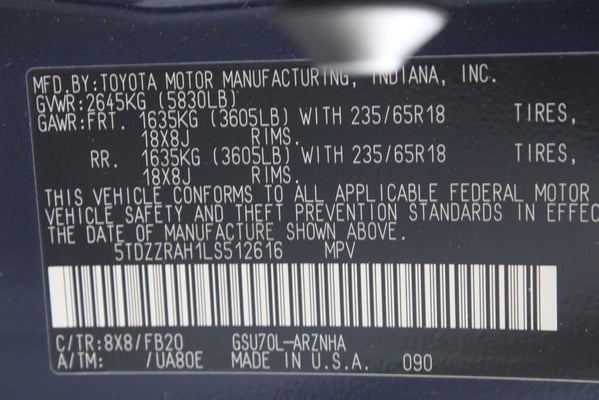 MFD.BY:TOYOTA MOTOR MANUFACTURING, INDIANA, INC.
GVWR:2645KG (5830LB)
GAWR:FRT. 1635KG (3605LB) WITH 235/65R18 TIRES,
18X8J RIMS.
RR. 1635KG (3605LB) WITH 235/65R18 TIRES,
18X8J RIMS.
THIS VEHICLE CONFORMS TO ALL APPLICABLE FEDERAL MOTOR
VEHICLE SAFETY AND THEFT PREVENTION STANDARDS IN EFFEC
THE DATE OF MANUFACTURE SHOWN ABOVE.
5TDZZRAH1LS512616 MPV
C/TR:8X8/FB20 GSU70L-ARZNHA
A/TM: /UA80E MADE IN U.S.A. 090